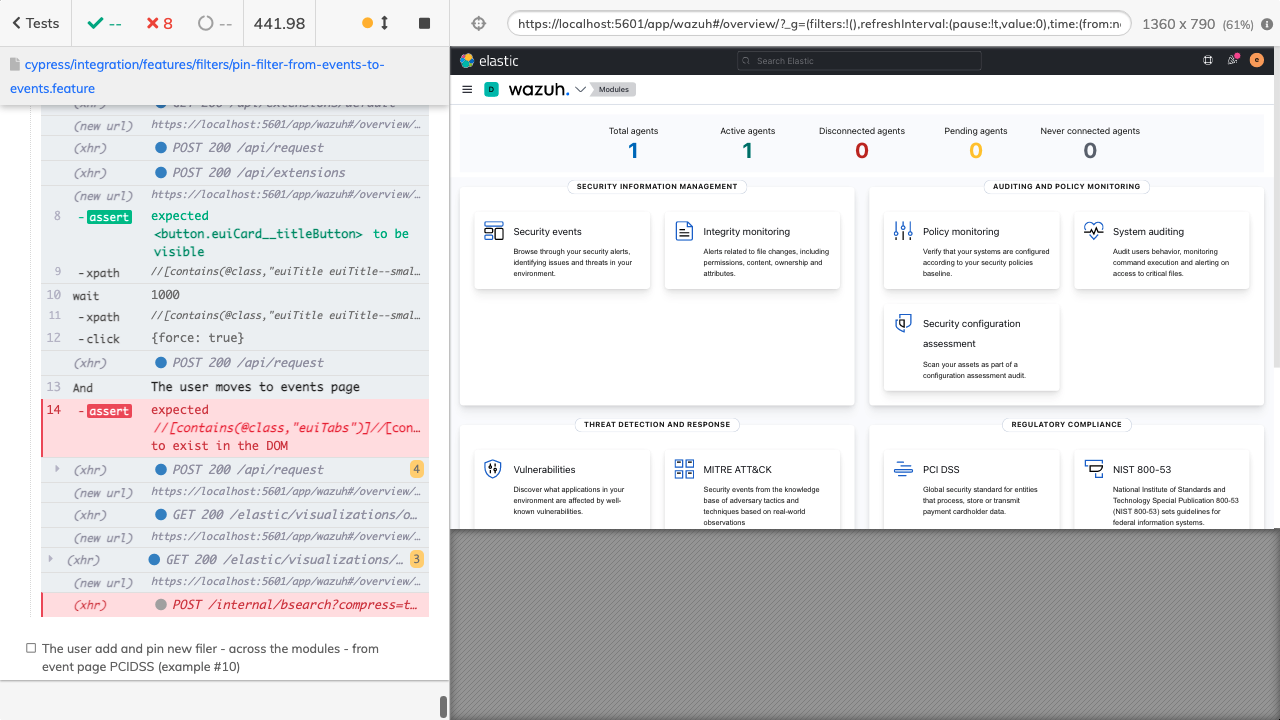 Tests
--
8
--
441.98
https://localhost:5601/app/wazuh#/overview/?_g=(filters:!(),refreshInterval:(pause:!t,value:0),time:(from:n
1360 x 790 (61%)
cypress/integration/features/filters/pin-filter-from-events-to-
events.feature
(xhr) GET 200 /api/extensions/default
(new url) https://localhost:5601/app/wazuh#/overview/…
(xhr) POST 200 /api/request
(xhr) POST 200 /api/extensions
(new url) https://localhost:5601/app/wazuh#/overview/…
8 -assert expected
<button.euiCard__titleButton> to be
visible
9 -xpath //[contains(@class,"euiTitle euiTitle--smal…
10 wait 1000
11 -xpath //[contains(@class,"euiTitle euiTitle--smal…
12 -click {force: true}
(xhr) POST 200 /api/request
13 And The user moves to events page
14 -assert expected
//[contains(@class,"euiTabs")]//[con…
to exist in the DOM
(xhr) POST 200 /api/request 4
(new url) https://localhost:5601/app/wazuh#/overview/…
(xhr) GET 200 /elastic/visualizations/o…
(new url) https://localhost:5601/app/wazuh#/overview/…
(xhr) GET 200 /elastic/visualizations/… 3
(new url) https://localhost:5601/app/wazuh#/overview/…
(xhr) POST /internal/bsearch?compress=t…
The user add and pin new filer - across the modules - from
event page PCIDSS (example #10)
elastic
Search Elastic
e
D
wazuh.
Modules
Total agents
1
Active agents
1
Disconnected agents
0
Pending agents
0
Never connected agents
0
SECURITY INFORMATION MANAGEMENT
Security events
Browse through your security alerts,
identifying issues and threats in your
environment.
Integrity monitoring
Alerts related to file changes, including
permissions, content, ownership and
attributes.
AUDITING AND POLICY MONITORING
Policy monitoring
Verify that your systems are configured
according to your security policies
baseline.
System auditing
Audit users behavior, monitoring
command execution and alerting on
access to critical files.
Security configuration
assessment
Scan your assets as part of a
configuration assessment audit.
THREAT DETECTION AND RESPONSE
Vulnerabilities
Discover what applications in your
environment are affected by well-
known vulnerabilities.
MITRE ATT&CK
Security events from the knowledge
base of adversary tactics and
techniques based on real-world
observations
REGULATORY COMPLIANCE
PCI DSS
Global security standard for entities
that process, store or transmit
payment cardholder data.
NIST 800-53
National Institute of Standards and
Technology Special Publication 800-53
(NIST 800-53) sets guidelines for
federal information systems.